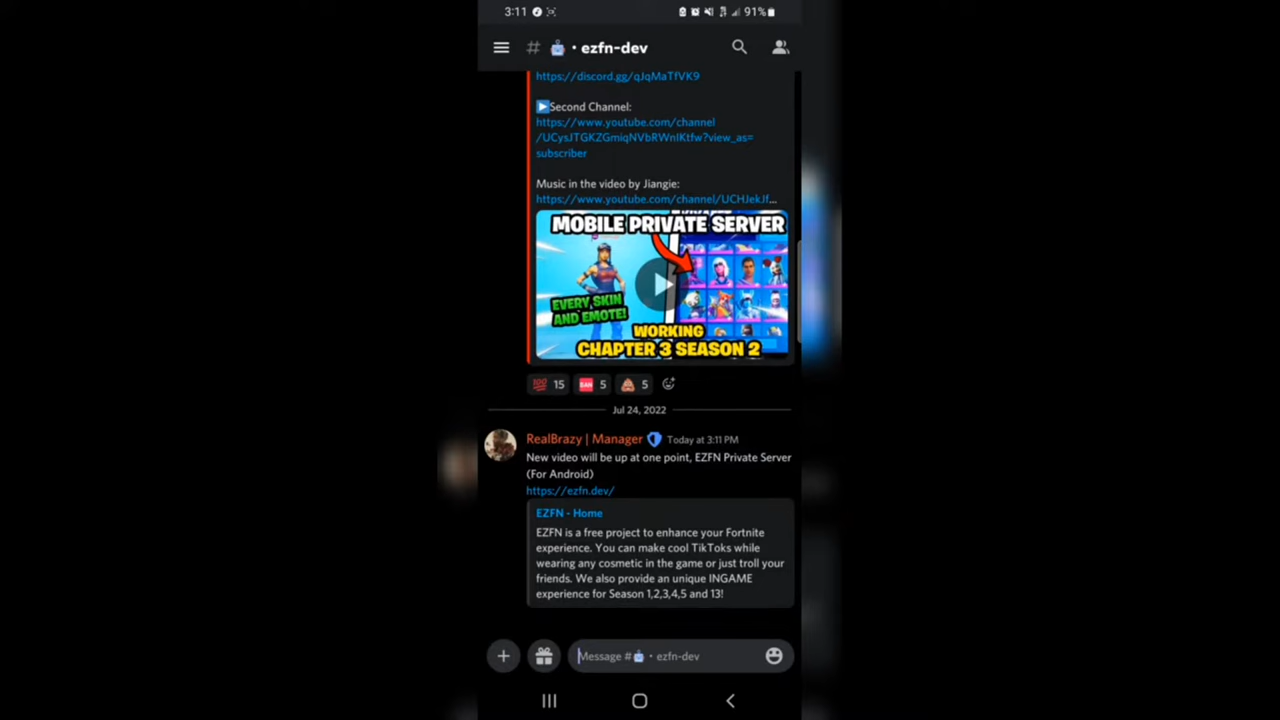 3:11
91%
# 🤖 • ezfn-dev
https://discord.gg/qJqMaTfVK9
▶Second Channel:
https://www.youtube.com/channel
/UCysJTGKZGmiqNVbRWnIKtfw?view_as=
subscriber
Music in the video by Jiangie:
https://www.youtube.com/channel/UCHJekJf...
MOBILE PRIVATE SERVER
EVERY SKIN
AND EMOTE!
WORKING
CHAPTER 3 SEASON 2
💯 15
5
5
Jul 24, 2022
RealBrazy | Manager Today at 3:11 PM
New video will be up at one point, EZFN Private Server
(For Android)
https://ezfn.dev/
EZFN - Home
EZFN is a free project to enhance your Fortnite
experience. You can make cool TikToks while
wearing any cosmetic in the game or just troll your
friends. We also provide an unique INGAME
experience for Season 1,2,3,4,5 and 13!
Message #🤖 • ezfn-dev